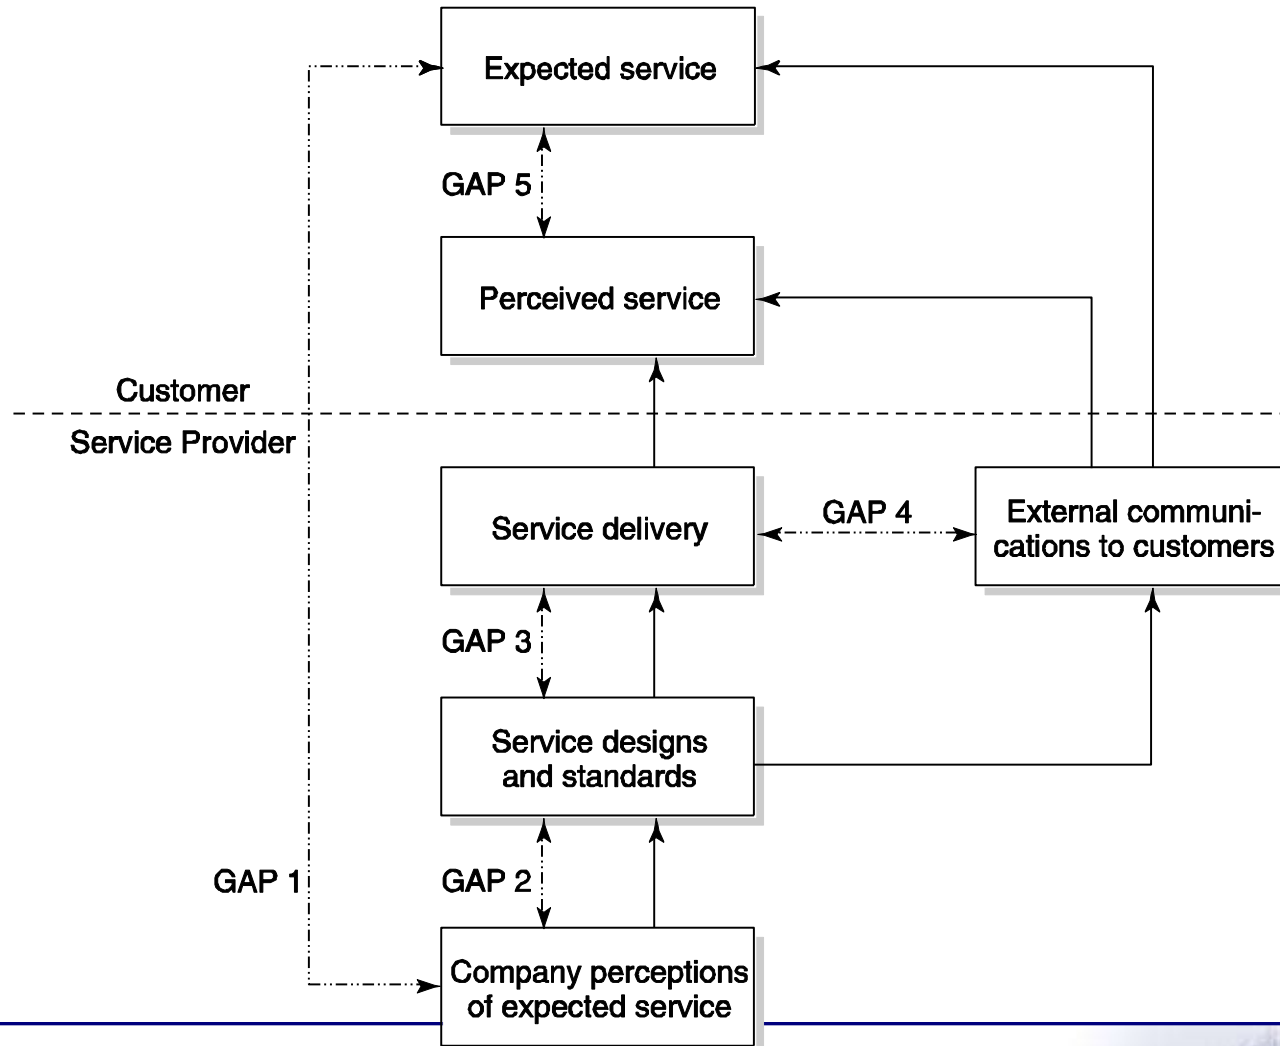 Expected service
GAP 5
Perceived service
Customer
Service Provider
Service delivery
GAP 4
External communi-
cations to customers
GAP 3
Service designs
and standards
GAP 1
GAP 2
Company perceptions
of expected service